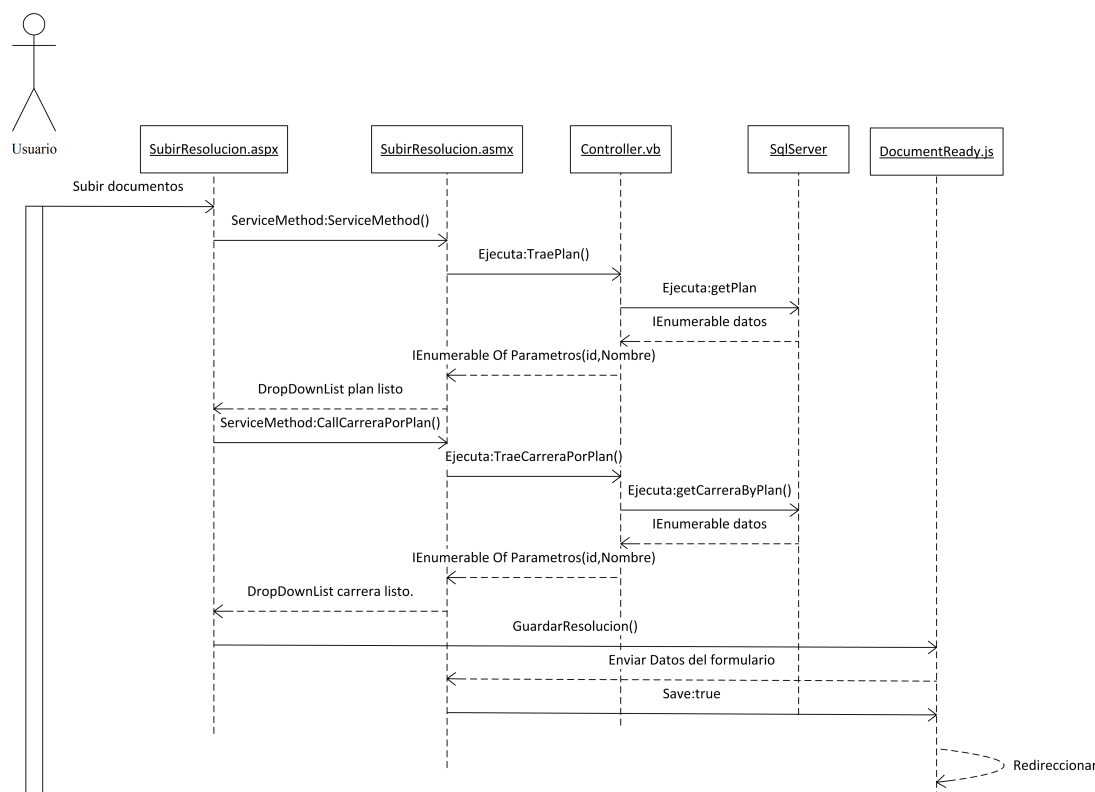 Usuario
SubirResolucion.aspx
SubirResolucion.asmx
Controller.vb
SqlServer
DocumentReady.js
Subir documentos
ServiceMethod:ServiceMethod()
Ejecuta:TraePlan()
Ejecuta:getPlan
IEnumerable datos
IEnumerable Of Parametros(id,Nombre)
DropDownList plan listo
ServiceMethod:CallCarreraPorPlan()
Ejecuta:TraeCarreraPorPlan()
Ejecuta:getCarreraByPlan()
IEnumerable datos
IEnumerable Of Parametros(id,Nombre)
DropDownList carrera listo.
GuardarResolucion()
Enviar Datos del formulario
Save:true
Redireccionar